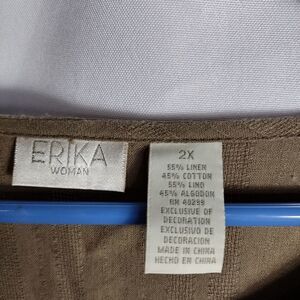 ERIKA
WOMAN
2X
55% LINEN
45% COTTON
55% LINO
45% ALGODON
RN 40299
EXCLUSIVE OF
DECORATION
EXCLUSIVO DE
DECORACION
MADE IN CHINA
HECHO EN CHINA